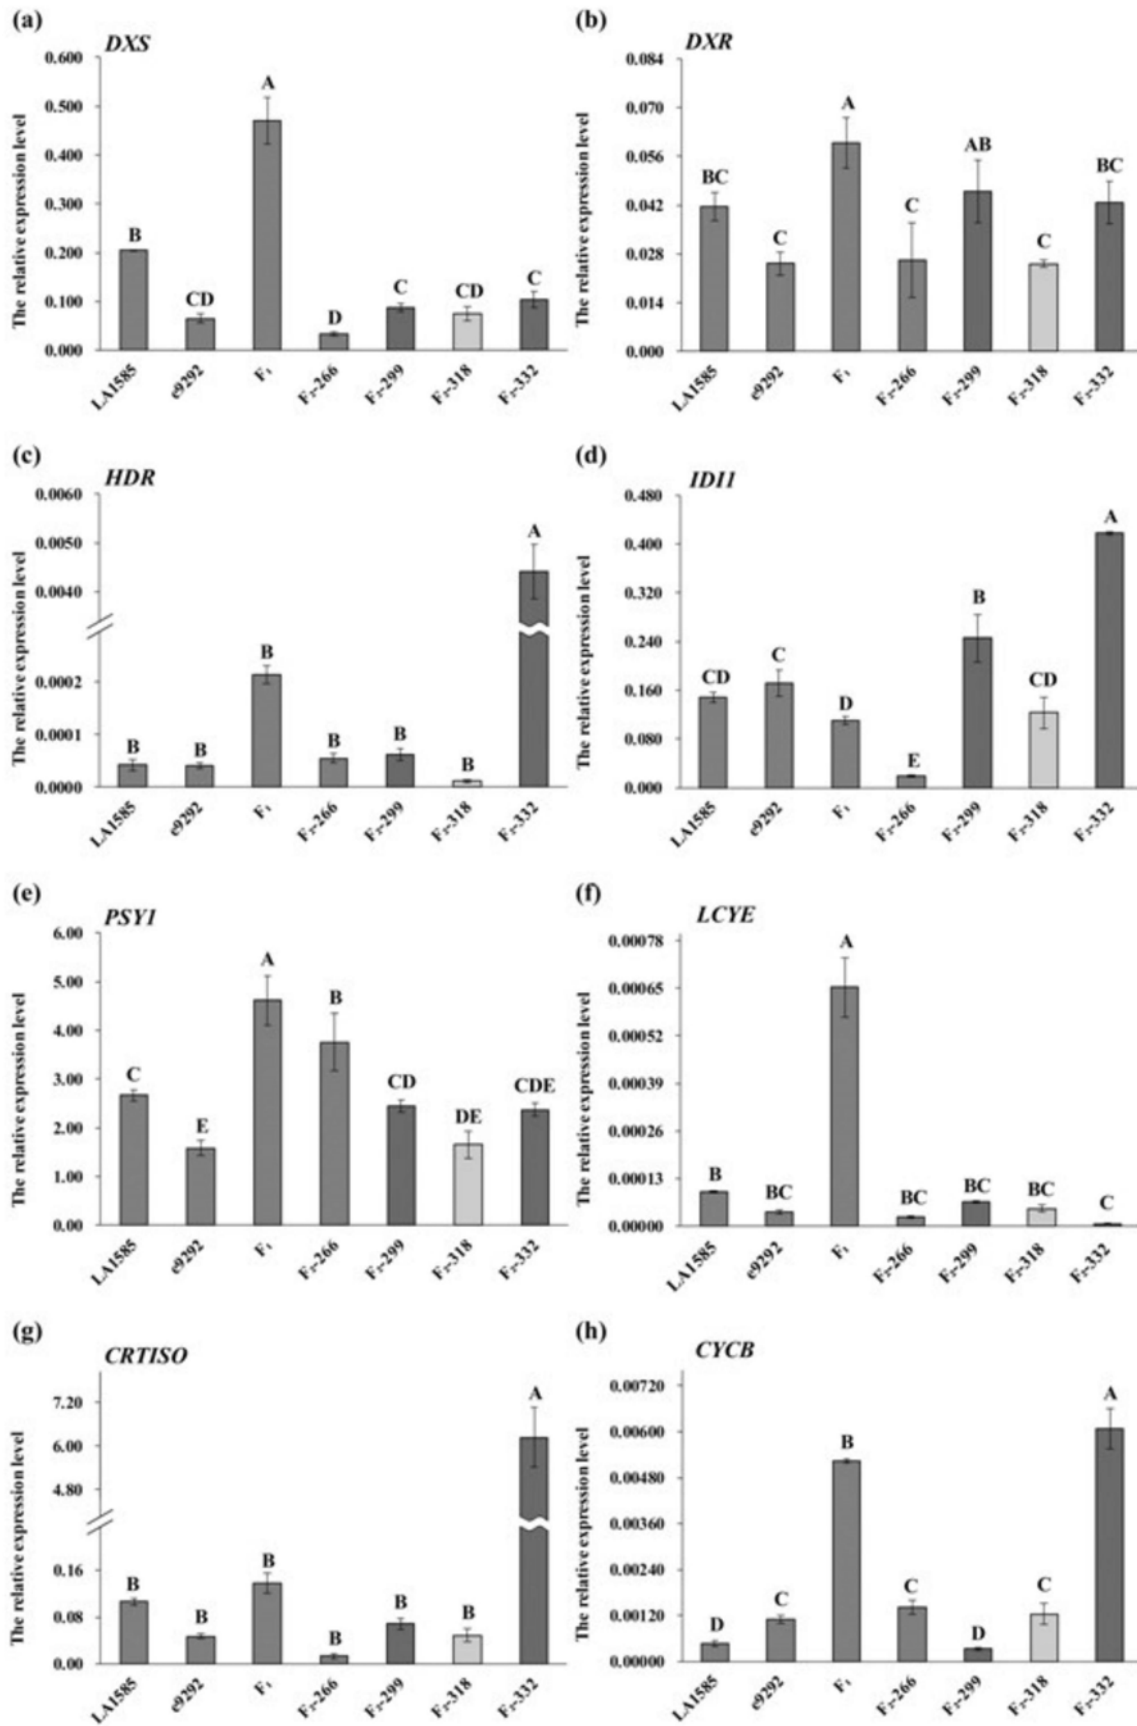 (a)
DXS
The relative expression level
0.600
0.500
0.400
0.300
0.200
0.100
0.000
B
CD
A
D
C
CD
C
LA1585
e9292
F₁
F₂-266
F₂-299
F₂-318
F₂-332
(b)
DXR
The relative expression level
0.084
0.070
0.056
0.042
0.028
0.014
0.000
BC
C
A
C
AB
C
BC
LA1585
e9292
F₁
F₂-266
F₂-299
F₂-318
F₂-332
(c)
HDR
The relative expression level
0.0060
0.0050
0.0040
0.0002
0.0001
0.0000
B
B
B
B
B
B
A
LA1585
e9292
F₁
F₂-266
F₂-299
F₂-318
F₂-332
(d)
IDI1
The relative expression level
0.480
0.400
0.320
0.240
0.160
0.080
0.000
CD
C
D
E
B
CD
A
LA1585
e9292
F₁
F₂-266
F₂-299
F₂-318
F₂-332
(e)
PSY1
The relative expression level
6.00
5.00
4.00
3.00
2.00
1.00
0.00
C
E
A
B
CD
DE
CDE
LA1585
e9292
F₁
F₂-266
F₂-299
F₂-318
F₂-332
(f)
LCYE
The relative expression level
0.00078
0.00065
0.00052
0.00039
0.00026
0.00013
0.00000
B
BC
A
BC
BC
BC
C
LA1585
e9292
F₁
F₂-266
F₂-299
F₂-318
F₂-332
(g)
CRTISO
The relative expression level
7.20
6.00
4.80
0.16
0.08
0.00
B
B
B
B
B
B
A
LA1585
e9292
F₁
F₂-266
F₂-299
F₂-318
F₂-332
(h)
CYCB
The relative expression level
0.00720
0.00600
0.00480
0.00360
0.00240
0.00120
0.00000
D
C
B
C
D
C
A
LA1585
e9292
F₁
F₂-266
F₂-299
F₂-318
F₂-332